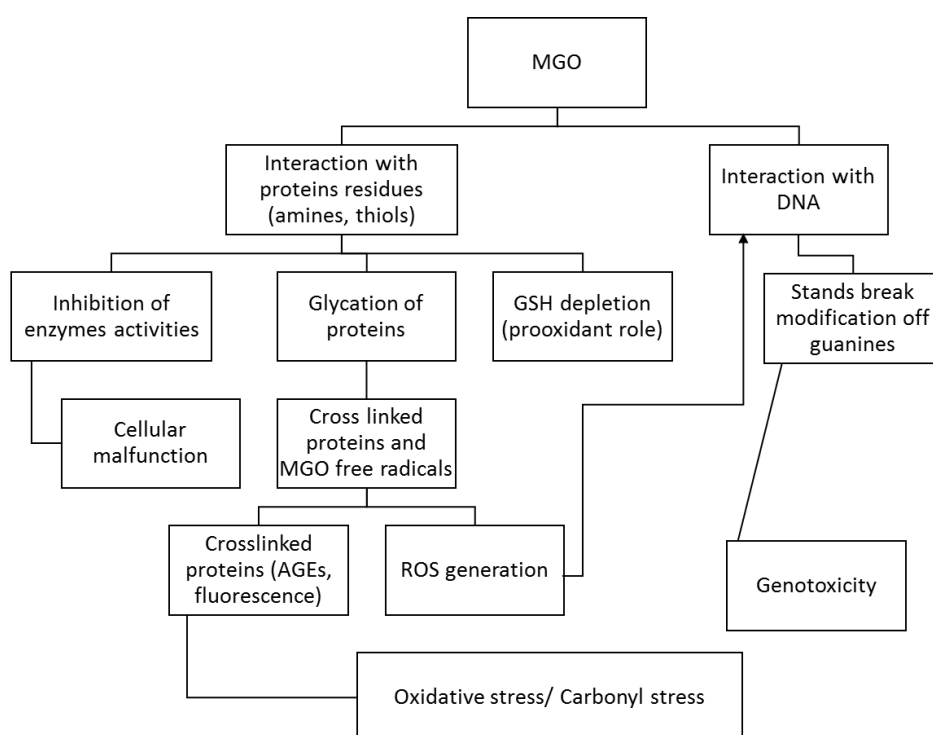 MGO
Interaction with
proteins residues
(amines, thiols)
Interaction with
DNA
Inhibition of
enzymes activities
Glycation of
proteins
GSH depletion
(prooxidant role)
Stands break
modification off
guanines
Cellular
malfunction
Cross linked
proteins and
MGO free radicals
Crosslinked
proteins (AGEs,
fluorescence)
ROS generation
Genotoxicity
Oxidative stress/ Carbonyl stress